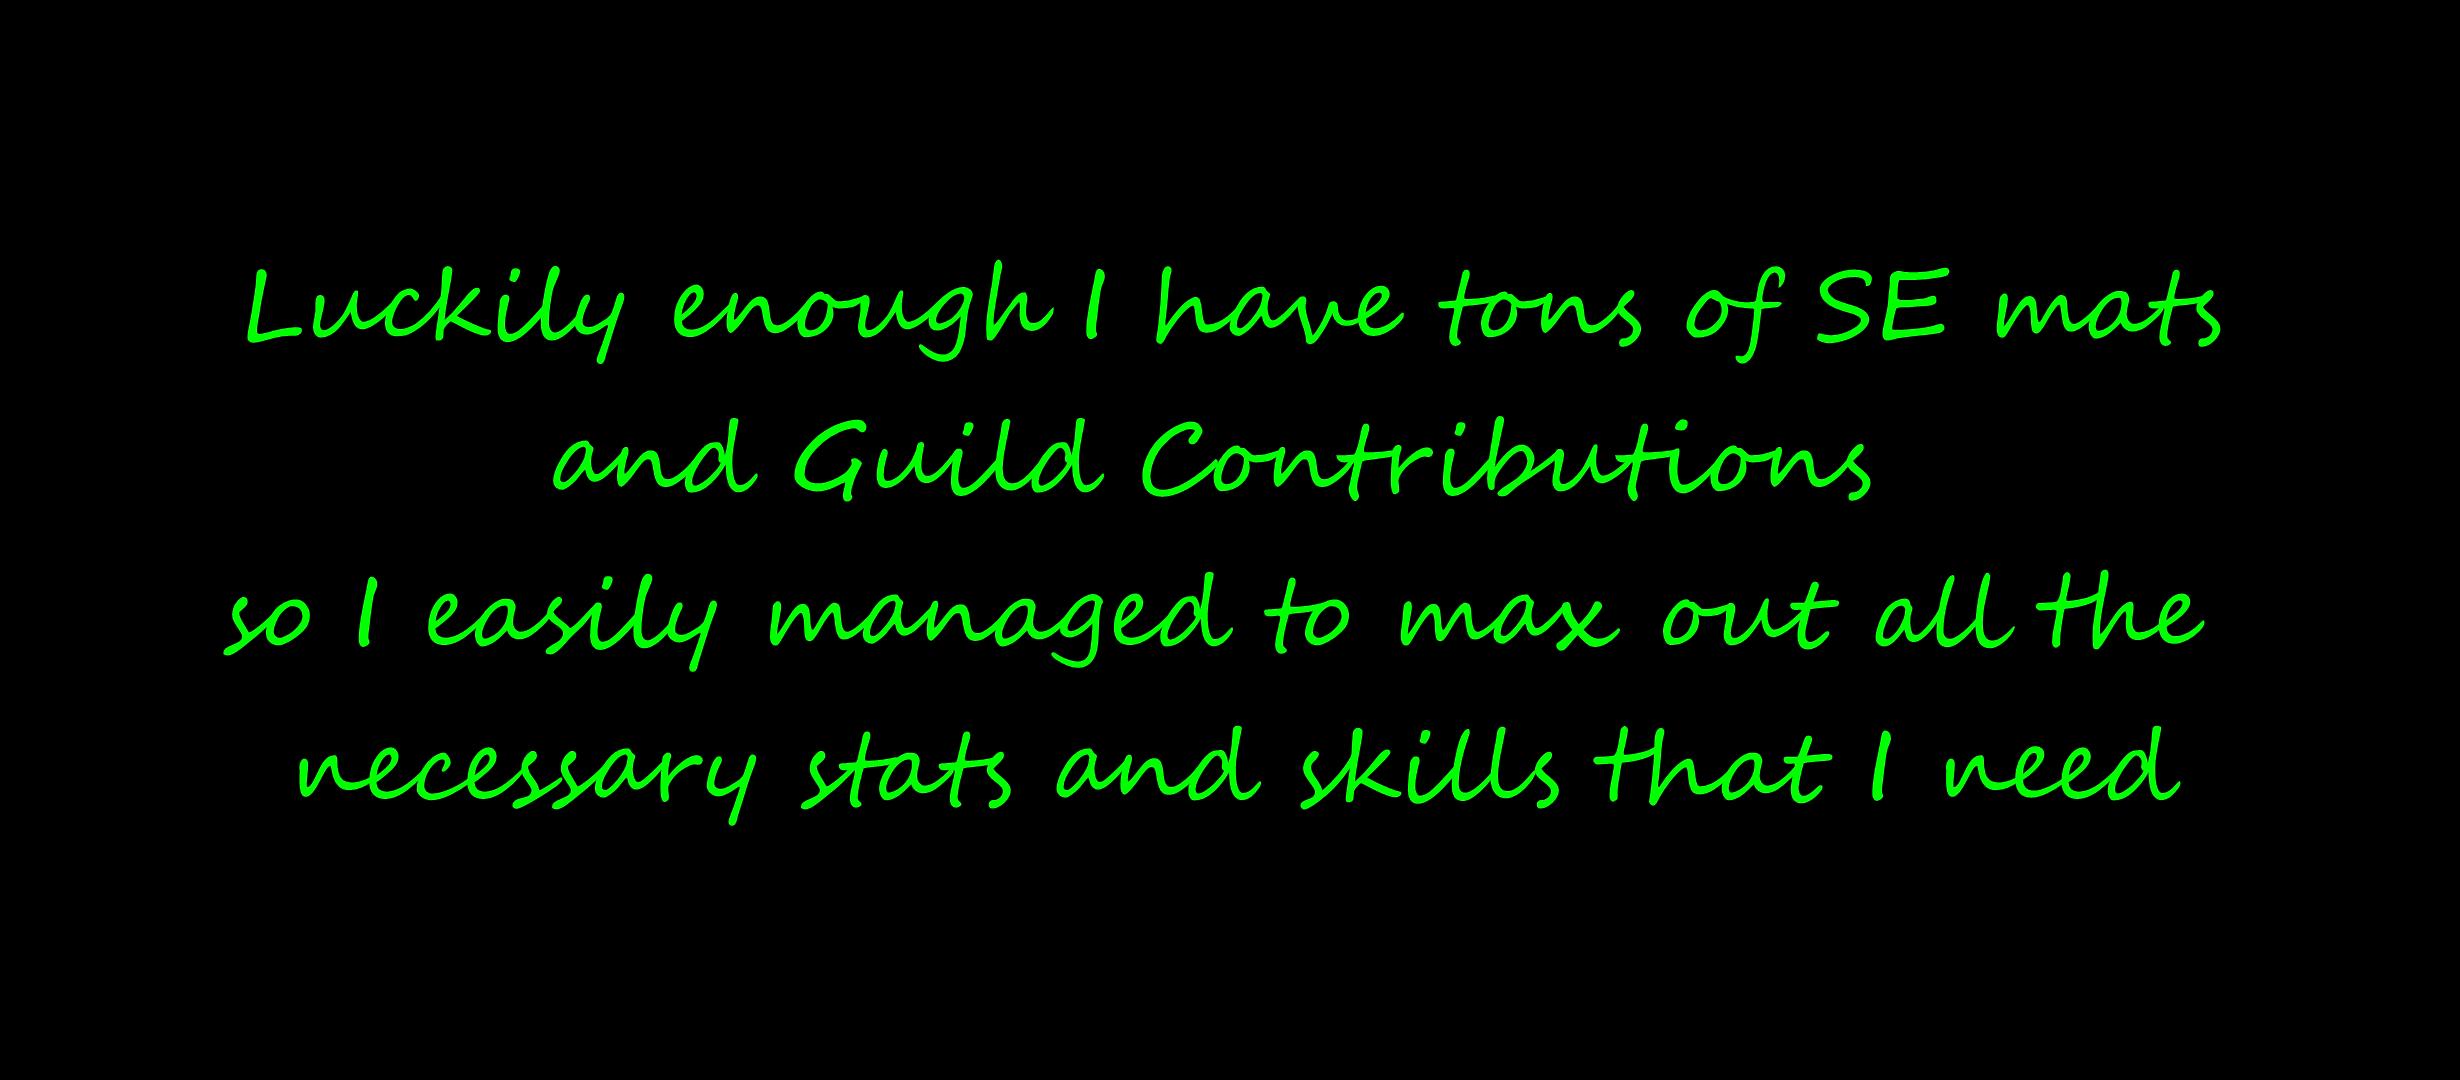 Luckily enough I have tons of SE mats
and Guild Contributions
so I easily managed to max out all the
necessary stats and skills that I need